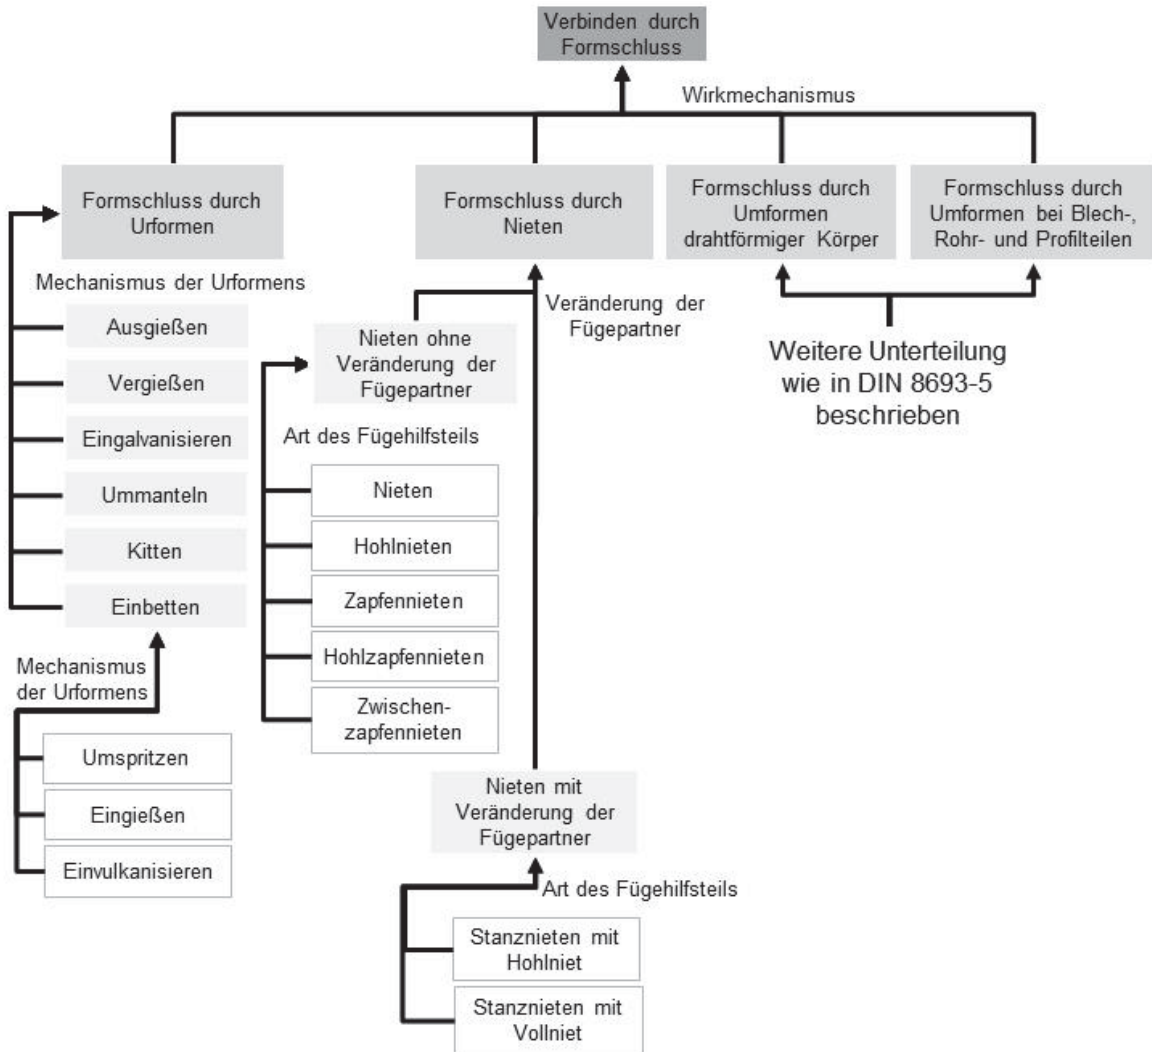 Verbinden durch
Formschluss
Wirkmechanismus
Formschluss durch
Urformen
Formschluss durch
Nieten
Formschluss durch
Umformen
drahtförmiger Körper
Formschluss durch
Umformen bei Blech-,
Rohr- und Profilteilen
Mechanismus der Urformens
Ausgießen
Vergießen
Eingalvanisieren
Ummanteln
Kitten
Einbetten
Mechanismus
der Urformens
Umspritzen
Eingießen
Einvulkanisieren
Veränderung der
Fügepartner
Nieten ohne
Veränderung der
Fügepartner
Art des Fügehilfsteils
Nieten
Hohlnieten
Zapfennieten
Hohlzapfennieten
Zwischen-
zapfennieten
Nieten mit
Veränderung der
Fügepartner
Art des Fügehilfsteils
Stanznieten mit
Hohlniet
Stanznieten mit
Vollniet
Weitere Unterteilung
wie in DIN 8693-5
beschrieben